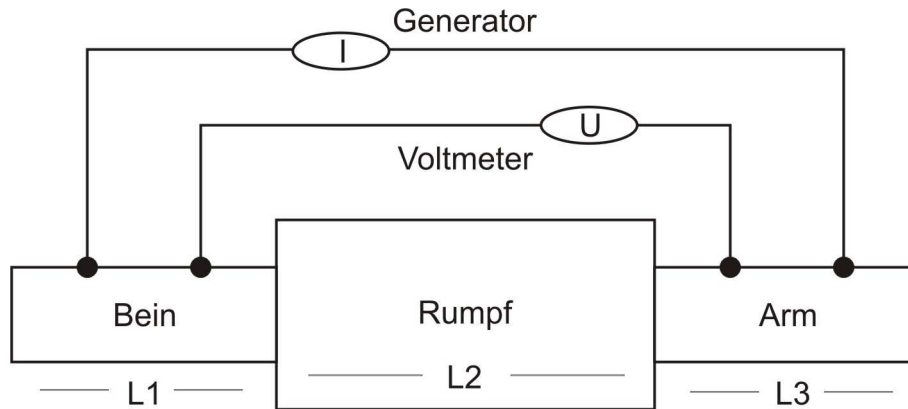 Generator
I
U
Voltmeter
Bein
Rumpf
Arm
L1
L2
L3